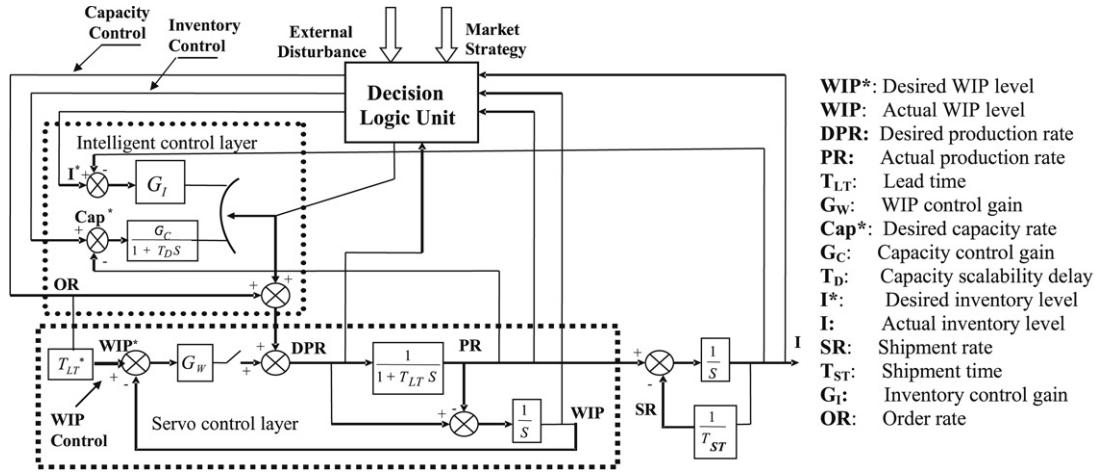 Capacity
Control
Inventory
Control
External
Disturbance
Market
Strategy
Decision
Logic Unit
Intelligent control layer
I* + -
G_I
Cap*
+
-
G_C
1 + T_D S
OR
+ +
T_LT*
WIP*
+ -
G_W
+ +
DPR
1
1 + T_LT S
PR
+ -
1
S
WIP
WIP
Control
Servo control layer
+
-
1
S
I
SR
1
T_ST
WIP*: Desired WIP level
WIP: Actual WIP level
DPR: Desired production rate
PR: Actual production rate
T_LT: Lead time
G_W: WIP control gain
Cap*: Desired capacity rate
G_C: Capacity control gain
T_D: Capacity scalability delay
I*: Desired inventory level
I: Actual inventory level
SR: Shipment rate
T_ST: Shipment time
G_I: Inventory control gain
OR: Order rate